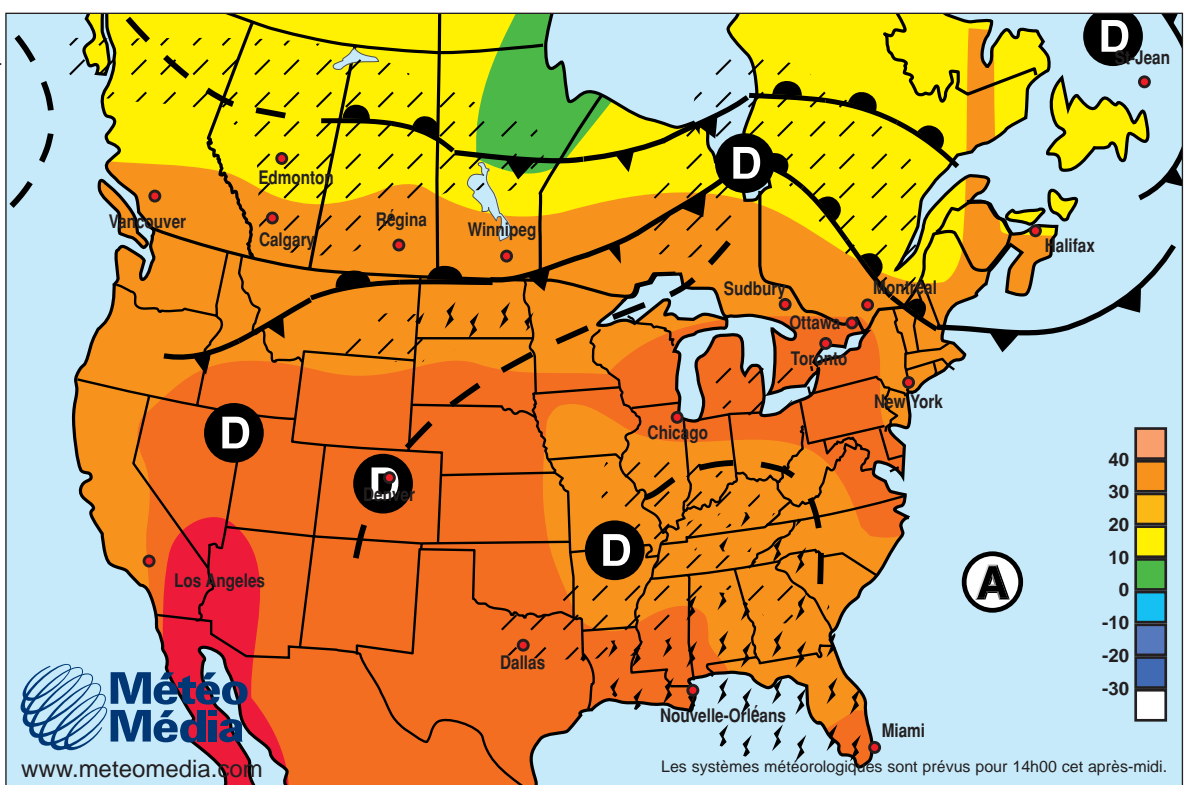 D
St-Jean
D
Edmonton
Vancouver
Calgary
Régina
Winnipeg
Halifax
Sudbury
Montréal
Ottawa
Toronto
New York
D
Chicago
D
Denver
D
Los Angeles
A
40
30
20
10
0
-10
-20
-30
Dallas
Météo
Média
Nouvelle-Orléans
Miami
www.meteomedia.com
Les systèmes météorologiques sont prévus pour 14h00 cet après-midi.